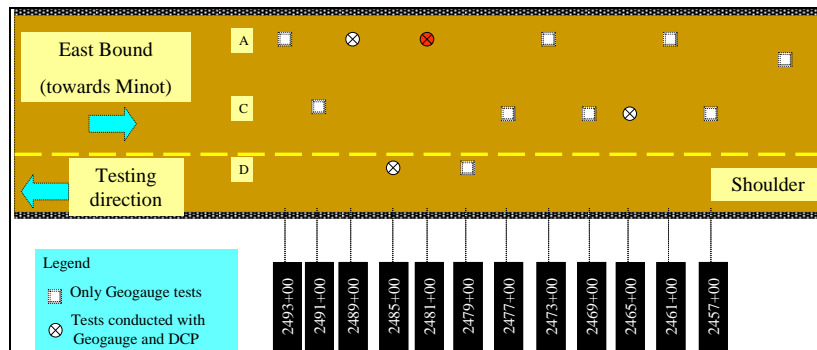 East Bound
(towards Minot)
A
C
D
Testing
direction
Shoulder
Legend
Only Geogauge tests
Tests conducted with
Geogauge and DCP
2493+00
2491+00
2489+00
2485+00
2481+00
2479+00
2477+00
2473+00
2469+00
2465+00
2461+00
2457+00